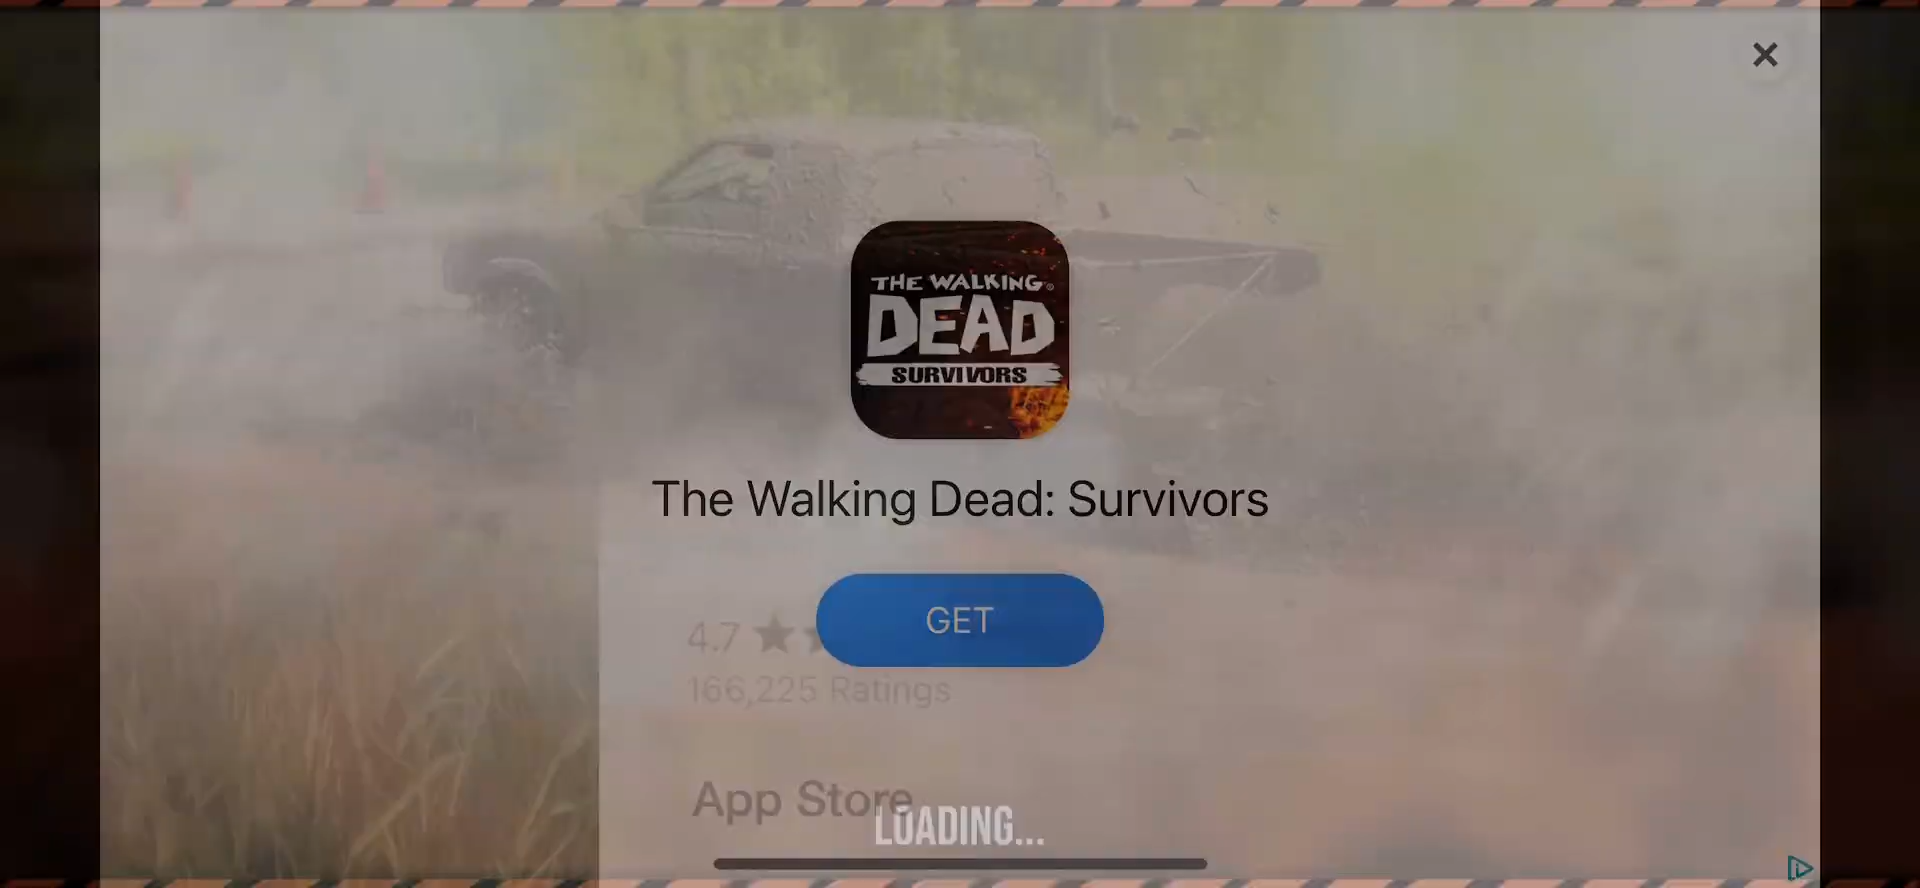 THE WALKING
DEAD
SURVIVORS
The Walking Dead: Survivors
GET
4.7
166,225 Ratings
App Store
LOADING...